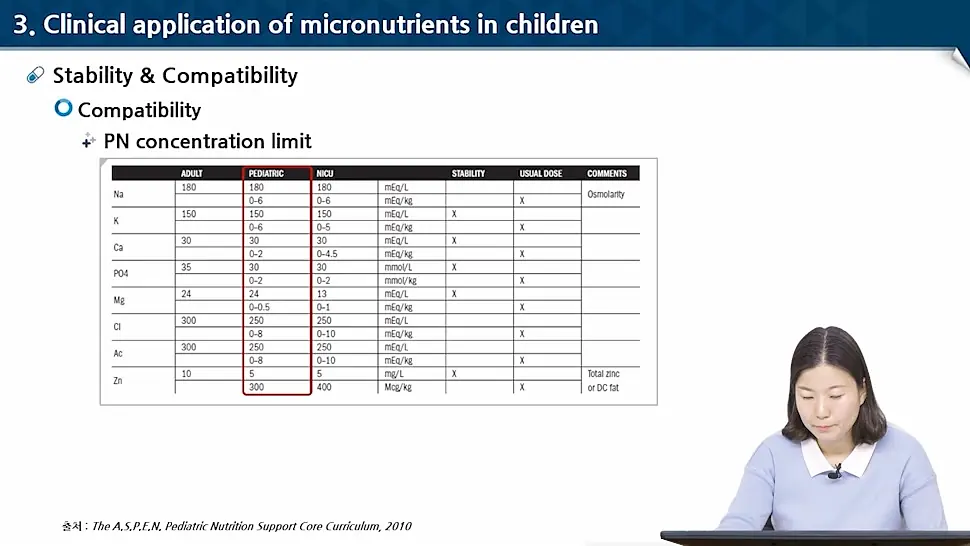 3. Clinical application of micronutrients in children
Stability & Compatibility
Compatibility
PN concentration limit
ADULT PEDIATRIC NICU STABILITY USUAL DOSE COMMENTS
Na 180 180 180 mEq/L Osmolarity
0–6 0–6 mEq/kg X
K 150 150 150 mEq/L X
0–6 0–5 mEq/kg X
Ca 30 30 30 mEq/L X
0–2 0–4.5 mEq/kg X
PO4 35 30 30 mmol/L X
0–2 0–2 mmol/kg X
Mg 24 24 13 mEq/L X
0–0.5 0–1 mEq/kg X
Cl 300 250 250 mEq/L
0–8 0–10 mEq/kg X
Ac 300 250 250 mEq/L
0–8 0–10 mEq/kg X
Zn 10 5 5 mg/L X Total zinc
300 400 Mcg/kg X or DC fat
출처 : The A.S.P.E.N. Pediatric Nutrition Support Core Curriculum, 2010